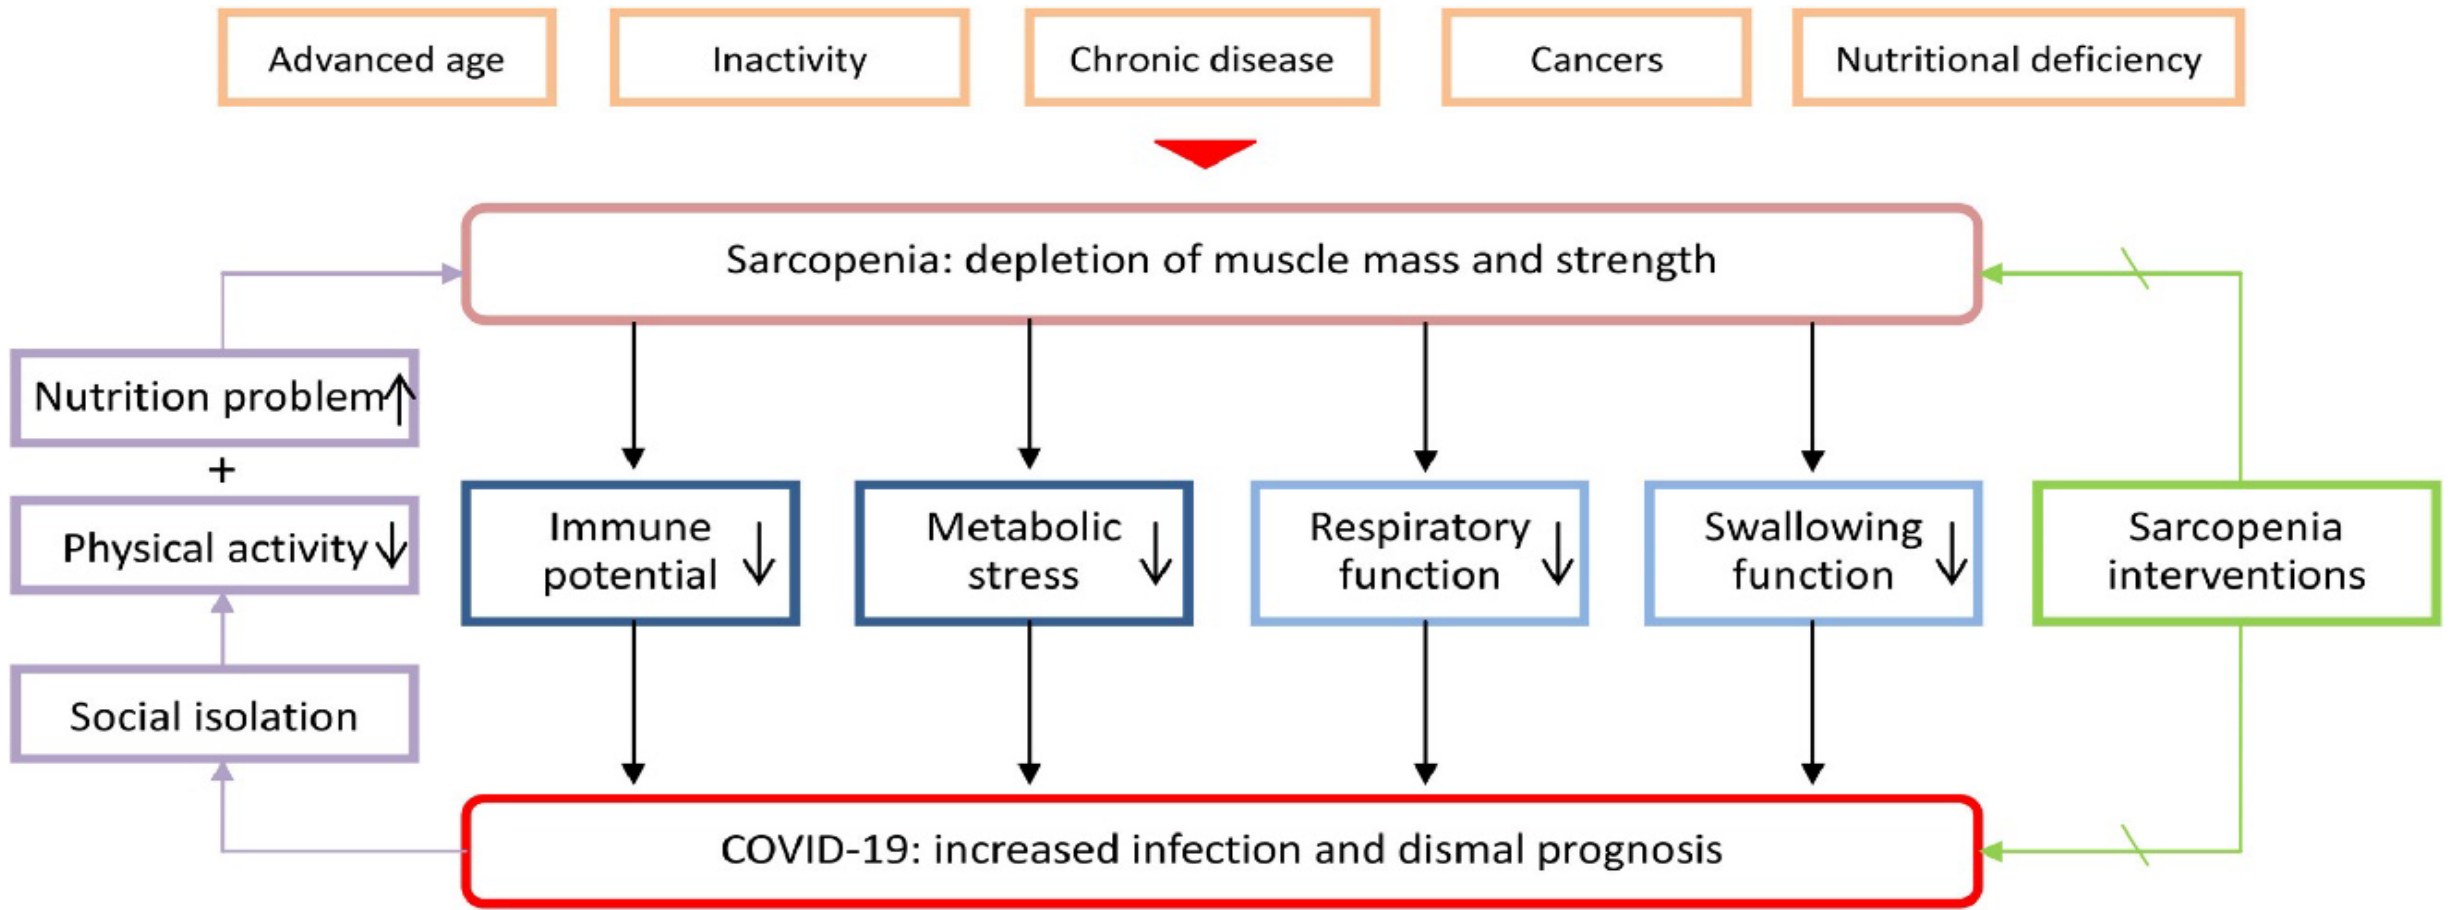 Advanced age
Inactivity
Chronic disease
Cancers
Nutritional deficiency
Sarcopenia: depletion of muscle mass and strength
Nutrition problem↑
+
Physical activity↓
Social isolation
Immune
potential ↓
Metabolic
stress ↓
Respiratory
function ↓
Swallowing
function ↓
Sarcopenia
interventions
COVID-19: increased infection and dismal prognosis